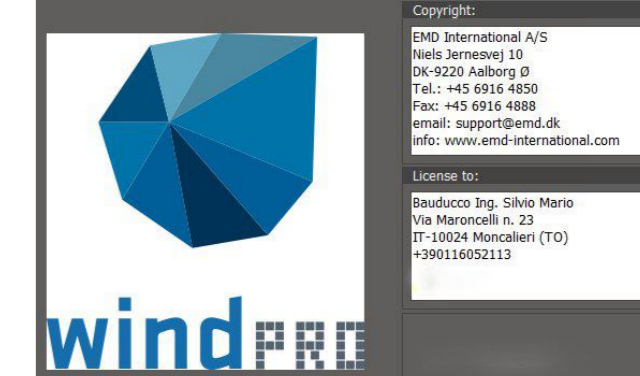 Copyright:
EMD International A/S
Niels Jernesvej 10
DK-9220 Aalborg Ø
Tel.: +45 6916 4850
Fax: +45 6916 4888
email: support@emd.dk
info: www.emd-international.com
License to:
Bauducco Ing. Silvio Mario
Via Maroncelli n. 23
IT-10024 Moncalieri (TO)
+390116052113
windPRO